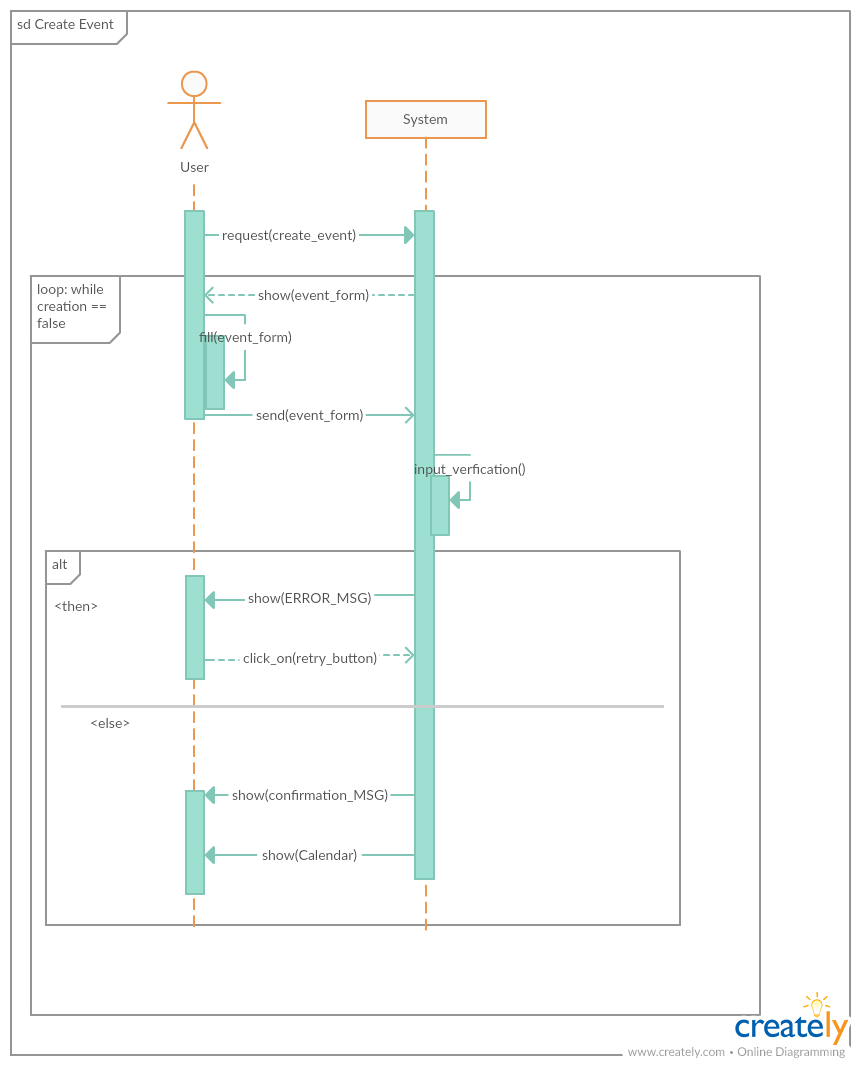 sd Create Event
System
User
request(create_event)
loop: while
creation ==
false
show(event_form)
fill(event_form)
send(event_form)
input_verfication()
alt
show(ERROR_MSG)
<then>
click_on(retry_button)
<else>
show(confirmation_MSG)
show(Calendar)
creately
www.creately.com • Online Diagramming